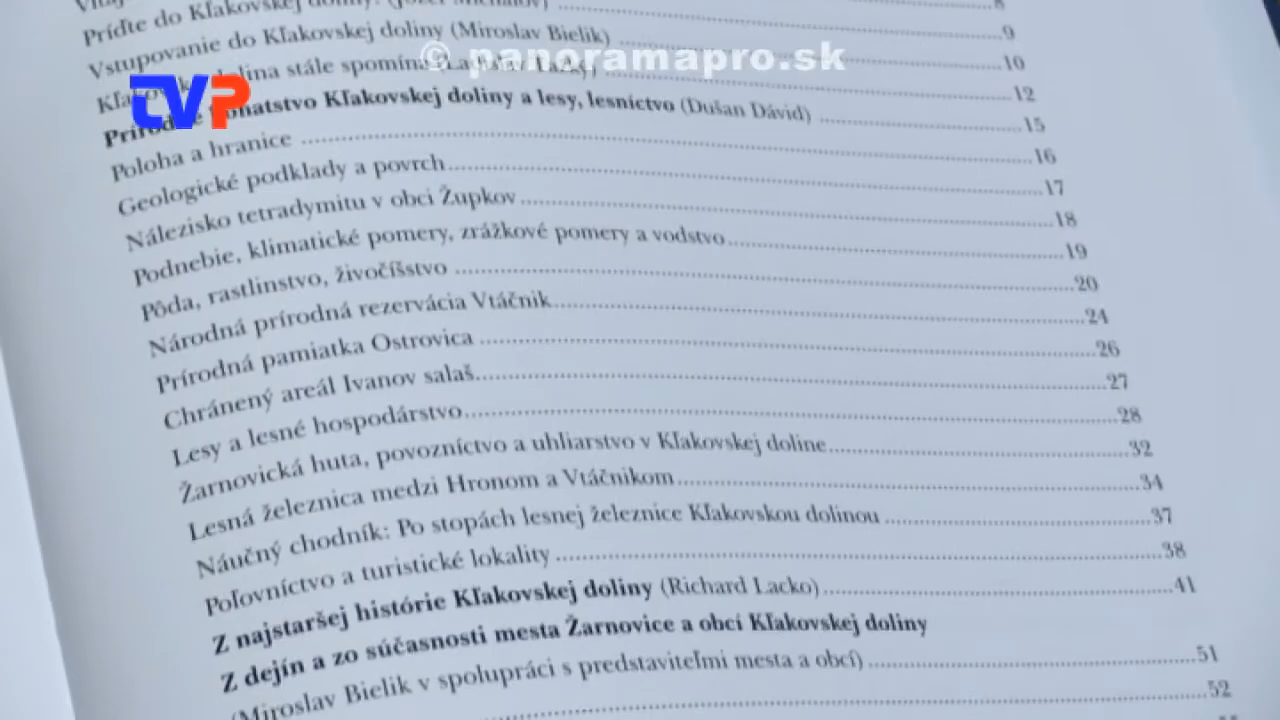 8
Príďte do Kľakovskej doliny! (Jozef Mihálov) 9
Vstupovanie do Kľakovskej doliny (Miroslav Bielik) 10
dolina stále spomína 12
bohatstvo Kľakovskej doliny a lesy, lesníctvo (Dušan Dávid) 15
Poloha a hranice 16
Geologické podklady a povrch 17
Nálezisko tetradymitu v obci Župkov 18
Podnebie, klimatické pomery, zrážkové pomery a vodstvo 19
Pôda, rastlinstvo, živočíšstvo 20
Národná prírodná rezervácia Vtáčnik 24
Prírodná pamiatka Ostrovica 26
Chránený areál Ivanov salaš 27
Lesy a lesné hospodárstvo 28
Žarnovická huta, povozníctvo a uhliarstvo v Kľakovskej doline 32
Lesná železnica medzi Hronom a Vtáčnikom 34
Náučný chodník: Po stopách lesnej železnice Kľakovskou dolinou 37
Poľovníctvo a turistické lokality 38
Z najstaršej histórie Kľakovskej doliny (Richard Lacko) 41
Z dejín a zo súčasnosti mesta Žarnovice a obcí Kľakovskej doliny
(Miroslav Bielik v spolupráci s predstaviteľmi mesta a obcí) 51
52
© panoramapro.sk
TVP